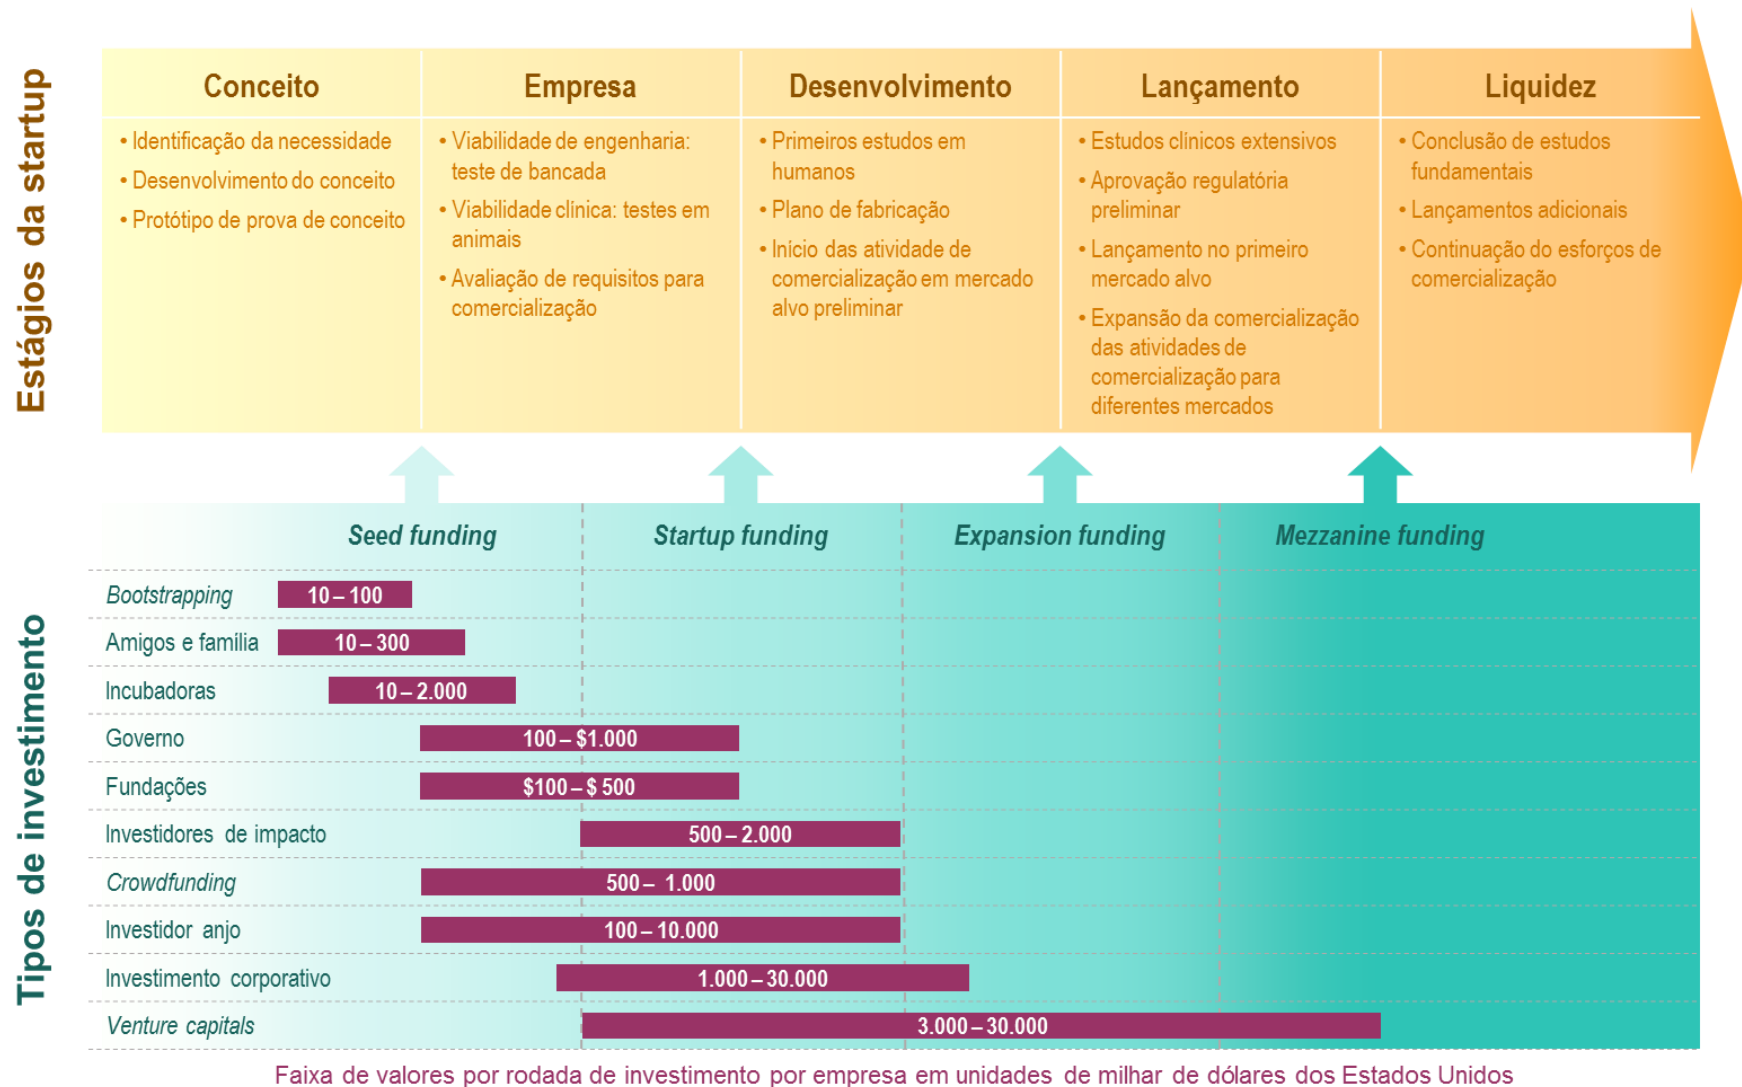 Estágios da startup
Conceito
• Identificação da necessidade
• Desenvolvimento do conceito
• Protótipo de prova de conceito
Empresa
• Viabilidade de engenharia:
teste de bancada
• Viabilidade clínica: testes em
animais
• Avaliação de requisitos para
comercialização
Desenvolvimento
• Primeiros estudos em
humanos
• Plano de fabricação
• Início das atividade de
comercialização em mercado
alvo preliminar
Lançamento
• Estudos clínicos extensivos
• Aprovação regulatória
preliminar
• Lançamento no primeiro
mercado alvo
• Expansão da comercialização
das atividades de
comercialização para
diferentes mercados
Liquidez
• Conclusão de estudos
fundamentais
• Lançamentos adicionais
• Continuação do esforços de
comercialização
Tipos de investimento
Seed funding
Startup funding
Expansion funding
Mezzanine funding
Bootstrapping
10 – 100
Amigos e família
10 – 300
Incubadoras
10 – 2.000
Governo
100 – $1.000
Fundações
$100 – $ 500
Investidores de impacto
500 – 2.000
Crowdfunding
500 – 1.000
Investidor anjo
100 – 10.000
Investimento corporativo
1.000 – 30.000
Venture capitals
3.000 – 30.000
Faixa de valores por rodada de investimento por empresa em unidades de milhar de dólares dos Estados Unidos